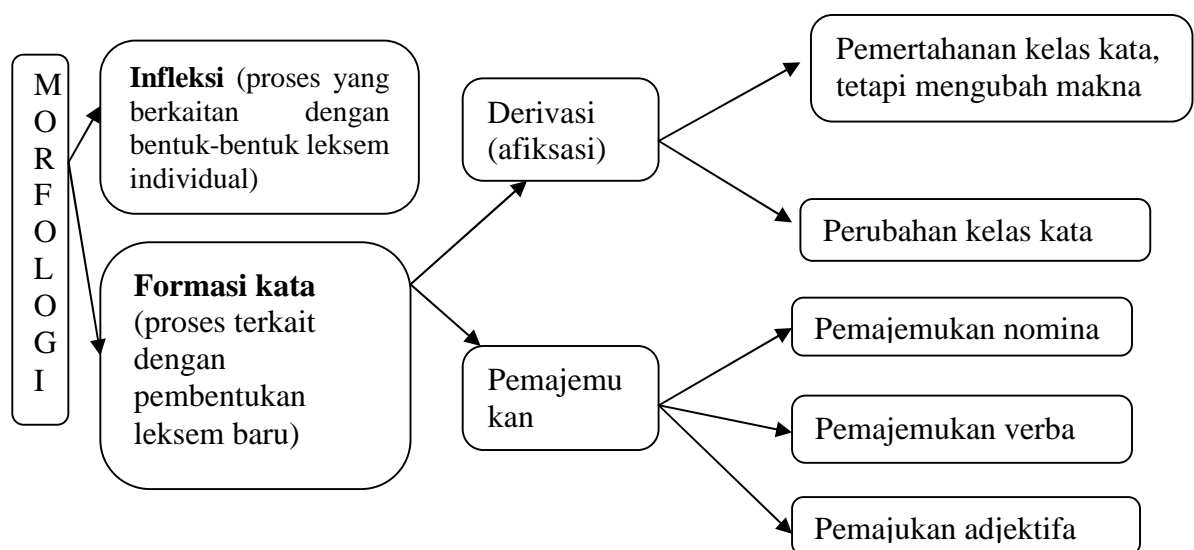 M
O
R
F
O
L
O
G
I
Infleksi (proses yang
berkaitan dengan
bentuk-bentuk leksem
individual)
Formasi kata
(proses terkait
dengan
pembentukan
leksem baru)
Derivasi
(afiksasi)
Pemajemu
kan
Pemertahanan kelas kata,
tetapi mengubah makna
Perubahan kelas kata
Pemajemukan nomina
Pemajemukan verba
Pemajukan adjektifa